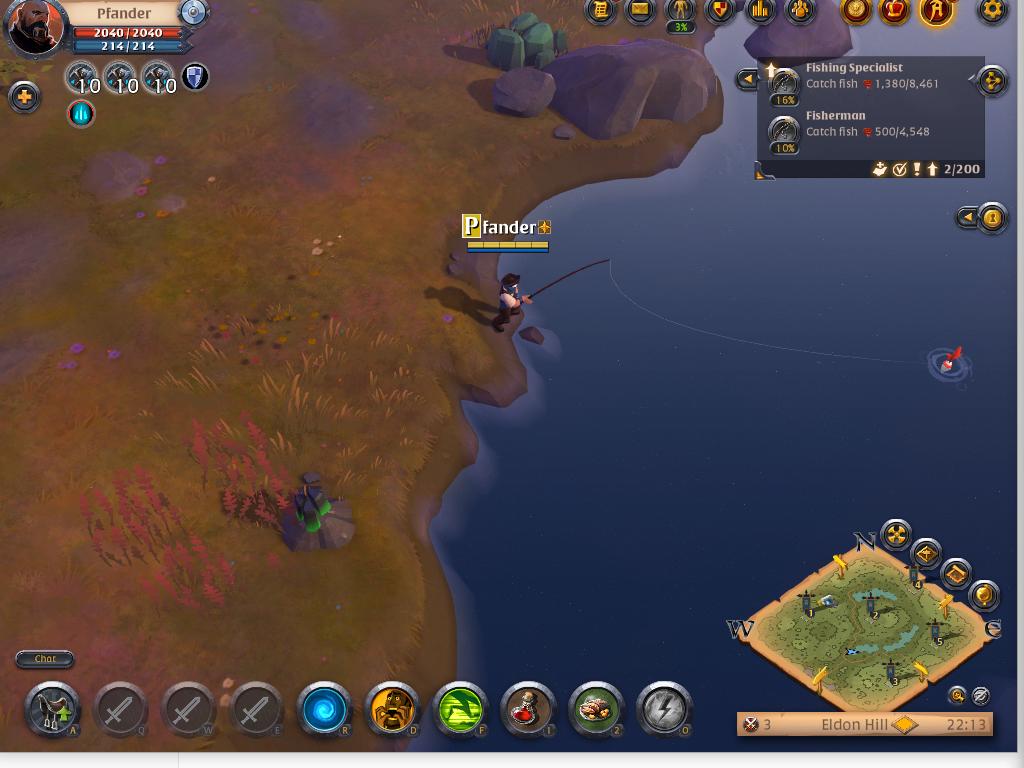 Pfander
2040 / 2040
214 / 214
10 10 10
3%
Fishing Specialist
Catch fish 1,380/8,461
16%
Fisherman
Catch fish 500/4,548
10%
2/200
Pfander
N
W
E
1
2
3
4
5
Chat
A Q W E R D F 1 2 O
3 Eldon Hill 22:13